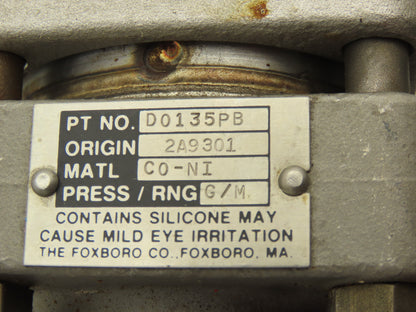 PT NO. D0135PB
ORIGIN 2A9301
MATL CO-NI
PRESS / RNG G/M
CONTAINS SILICONE MAY
CAUSE MILD EYE IRRITATION
THE FOXBORO CO., FOXBORO, MA.